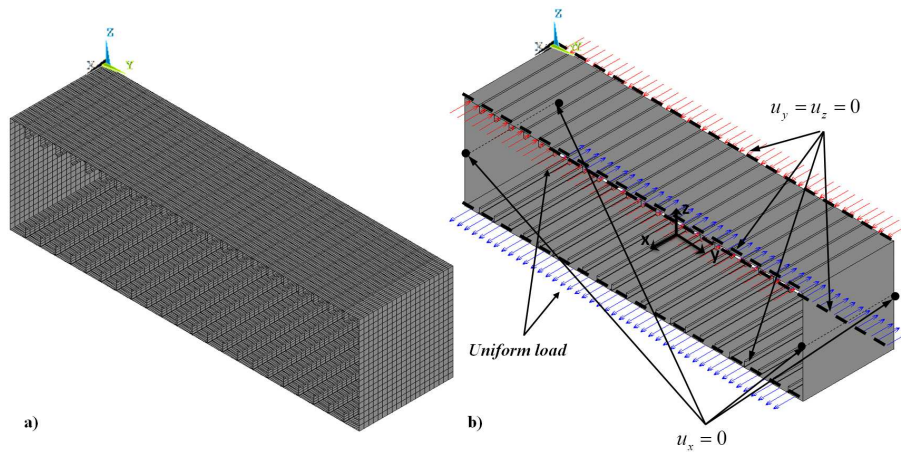 Z
X
Y
a)
Z
X
u_y = u_z = 0
Z
X
Y
Uniform load
b)
u_x = 0